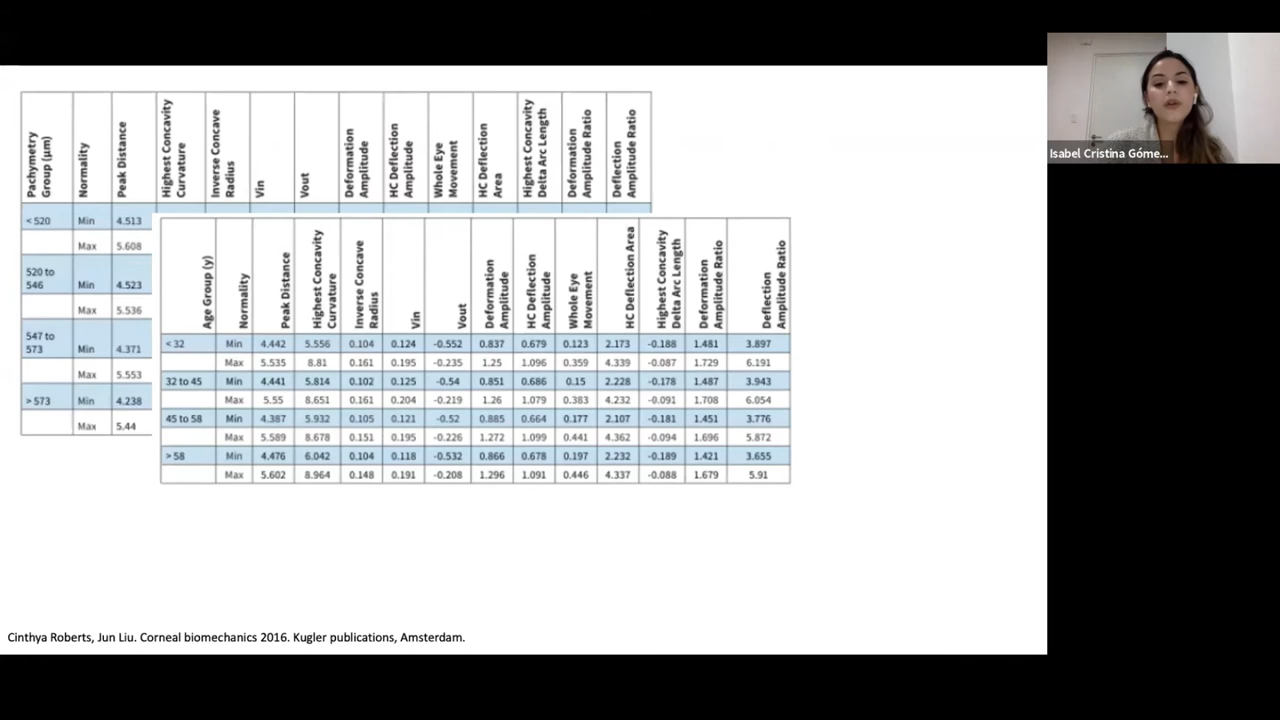 Pachymetry Group (µm) Normality Peak Distance Highest Concavity Curvature Inverse Concave Radius Vin Vout Deformation Amplitude HC Deflection Amplitude Whole Eye Movement HC Deflection Area Highest Concavity Delta Arc Length Deformation Amplitude Ratio Deflection Amplitude Ratio
< 520 Min 4.513
Max 5.608
520 to 546 Min 4.523
Max 5.536
547 to 573 Min 4.371
Max 5.553
> 573 Min 4.238
Max 5.44
Age Group (y) Normality Peak Distance Highest Concavity Curvature Inverse Concave Radius Vin Vout Deformation Amplitude HC Deflection Amplitude Whole Eye Movement HC Deflection Area Highest Concavity Delta Arc Length Deformation Amplitude Ratio Deflection Amplitude Ratio
< 32 Min 4.442 5.556 0.104 0.124 -0.552 0.837 0.679 0.123 2.173 -0.188 1.481 3.897
Max 5.535 8.81 0.161 0.195 -0.235 1.25 1.096 0.359 4.339 -0.087 1.729 6.191
32 to 45 Min 4.441 5.814 0.102 0.125 -0.54 0.851 0.686 0.15 2.228 -0.178 1.487 3.943
Max 5.55 8.651 0.161 0.204 -0.219 1.26 1.079 0.383 4.232 -0.091 1.708 6.054
45 to 58 Min 4.387 5.932 0.105 0.121 -0.52 0.885 0.664 0.177 2.107 -0.181 1.451 3.776
Max 5.589 8.678 0.151 0.195 -0.226 1.272 1.099 0.441 4.362 -0.094 1.696 5.872
> 58 Min 4.476 6.042 0.104 0.118 -0.532 0.866 0.678 0.197 2.232 -0.189 1.421 3.655
Max 5.602 8.964 0.148 0.191 -0.208 1.296 1.091 0.446 4.337 -0.088 1.679 5.91
Cinthya Roberts, Jun Liu. Corneal biomechanics 2016. Kugler publications, Amsterdam.
Isabel Cristina Góme...